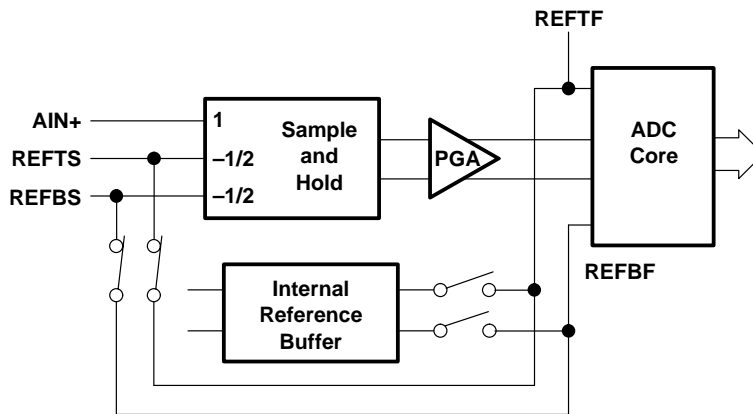 REFTF
AIN+
REFTS
REFBS
1
–1/2
–1/2
Sample
and
Hold
PGA
ADC
Core
REFBF
Internal
Reference
Buffer